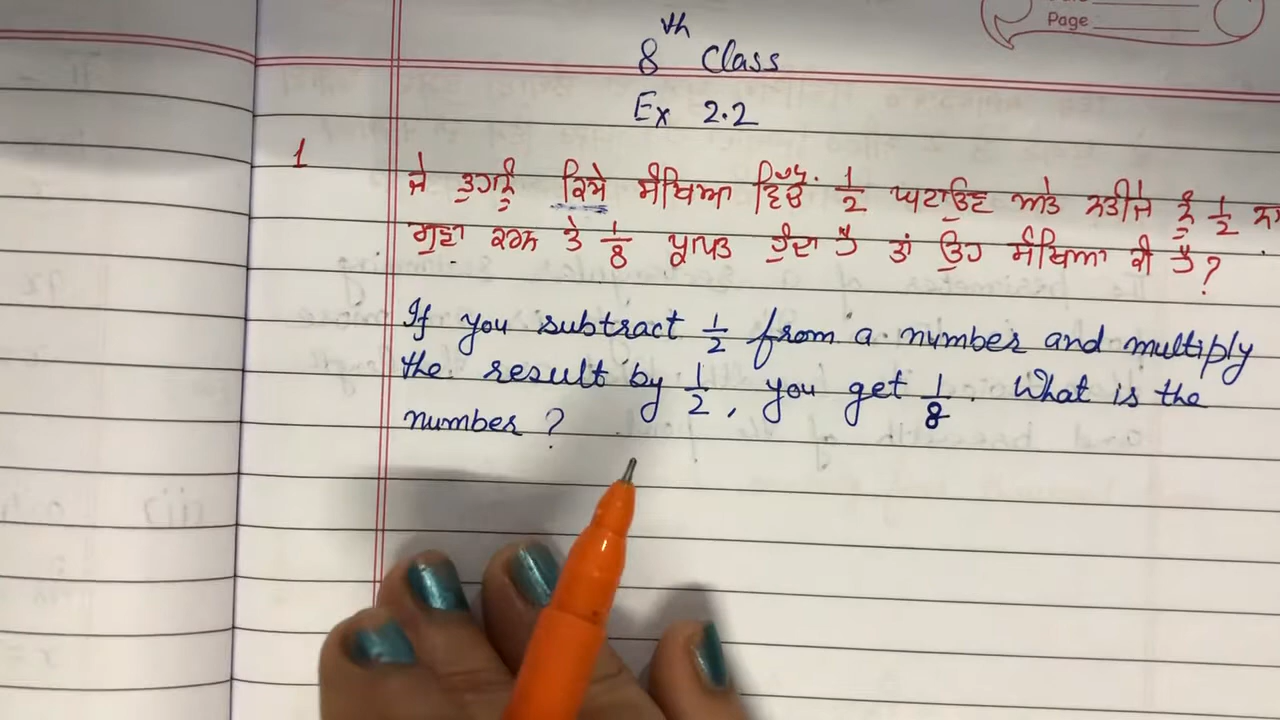 Page
8th Class
Ex 2.2
1 ਜੇ ਤੁਹਾਨੂੰ ਕਿਸੇ ਸੰਖਿਆ ਵਿੱਚੋਂ 1/2 ਘਟਾਉਣ ਅਤੇ ਨਤੀਜੇ ਨੂੰ 1/2 ਨਾ
ਗੁਣਾ ਕਰਨ ਤੇ 1/8 ਪ੍ਰਾਪਤ ਹੁੰਦਾ ਹੈ ਤਾਂ ਉਹ ਸੰਖਿਆ ਕੀ ਹੈ?
If you subtract 1/2 from a number and multiply
the result by 1/2, you get 1/8. What is the
number?